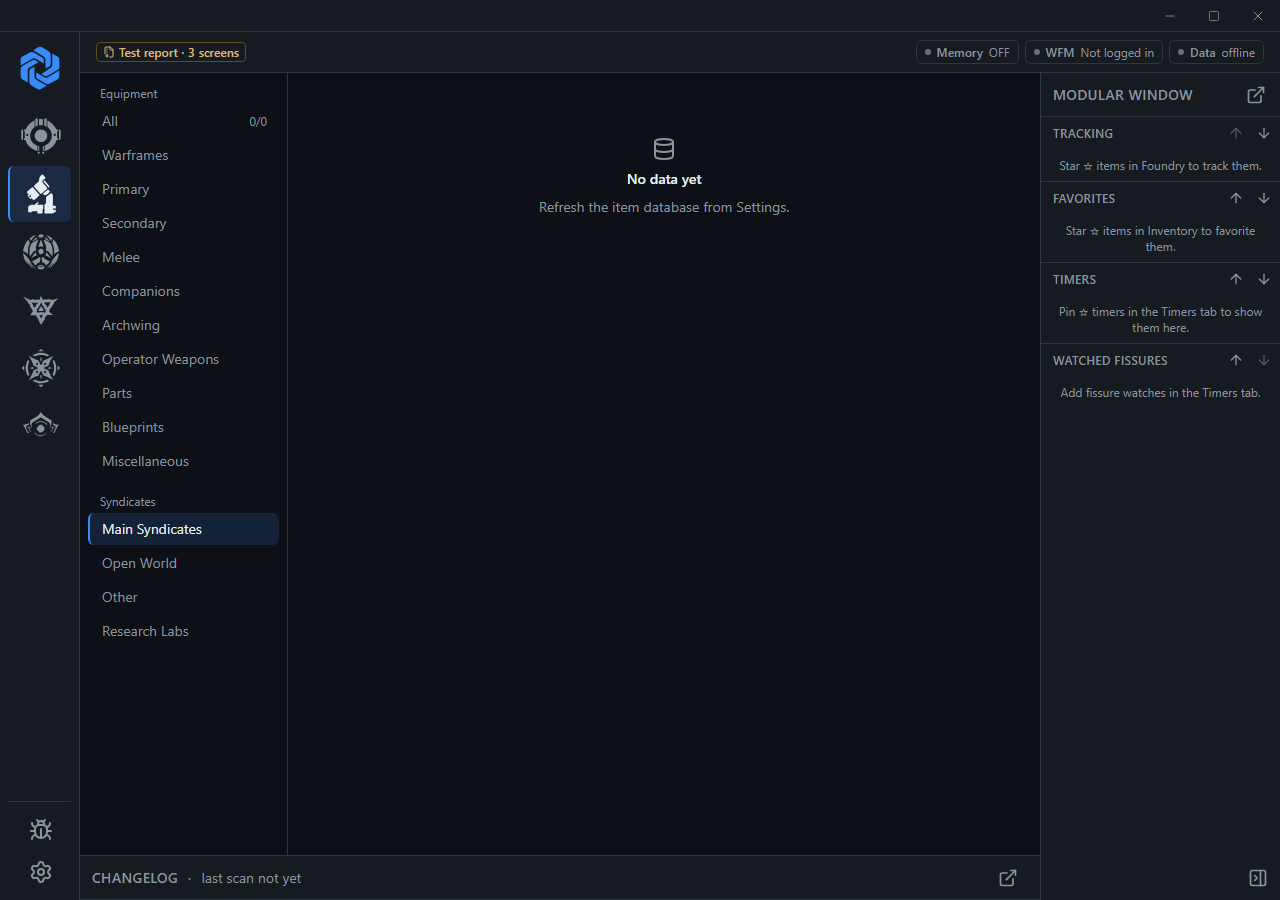 Test report · 3 screens
Memory OFF
WFM Not logged in
Data offline
Equipment
All 0/0
Warframes
Primary
Secondary
Melee
Companions
Archwing
Operator Weapons
Parts
Blueprints
Miscellaneous
Syndicates
Main Syndicates
Open World
Other
Research Labs
No data yet
Refresh the item database from Settings.
MODULAR WINDOW
TRACKING
Star ☆ items in Foundry to track them.
FAVORITES
Star ☆ items in Inventory to favorite
them.
TIMERS
Pin ☆ timers in the Timers tab to show
them here.
WATCHED FISSURES
Add fissure watches in the Timers tab.
CHANGELOG · last scan not yet